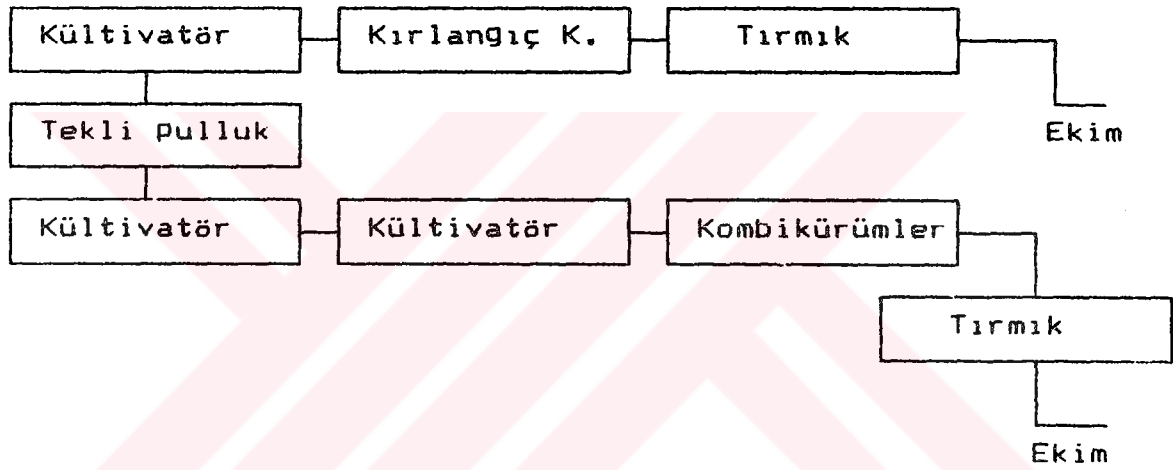 Kültivatör Kırlangıç K. Tırmık
Ekim
Tekli pulluk
Kültivatör Kültivatör Kombikürümler
Tırmık
Ekim